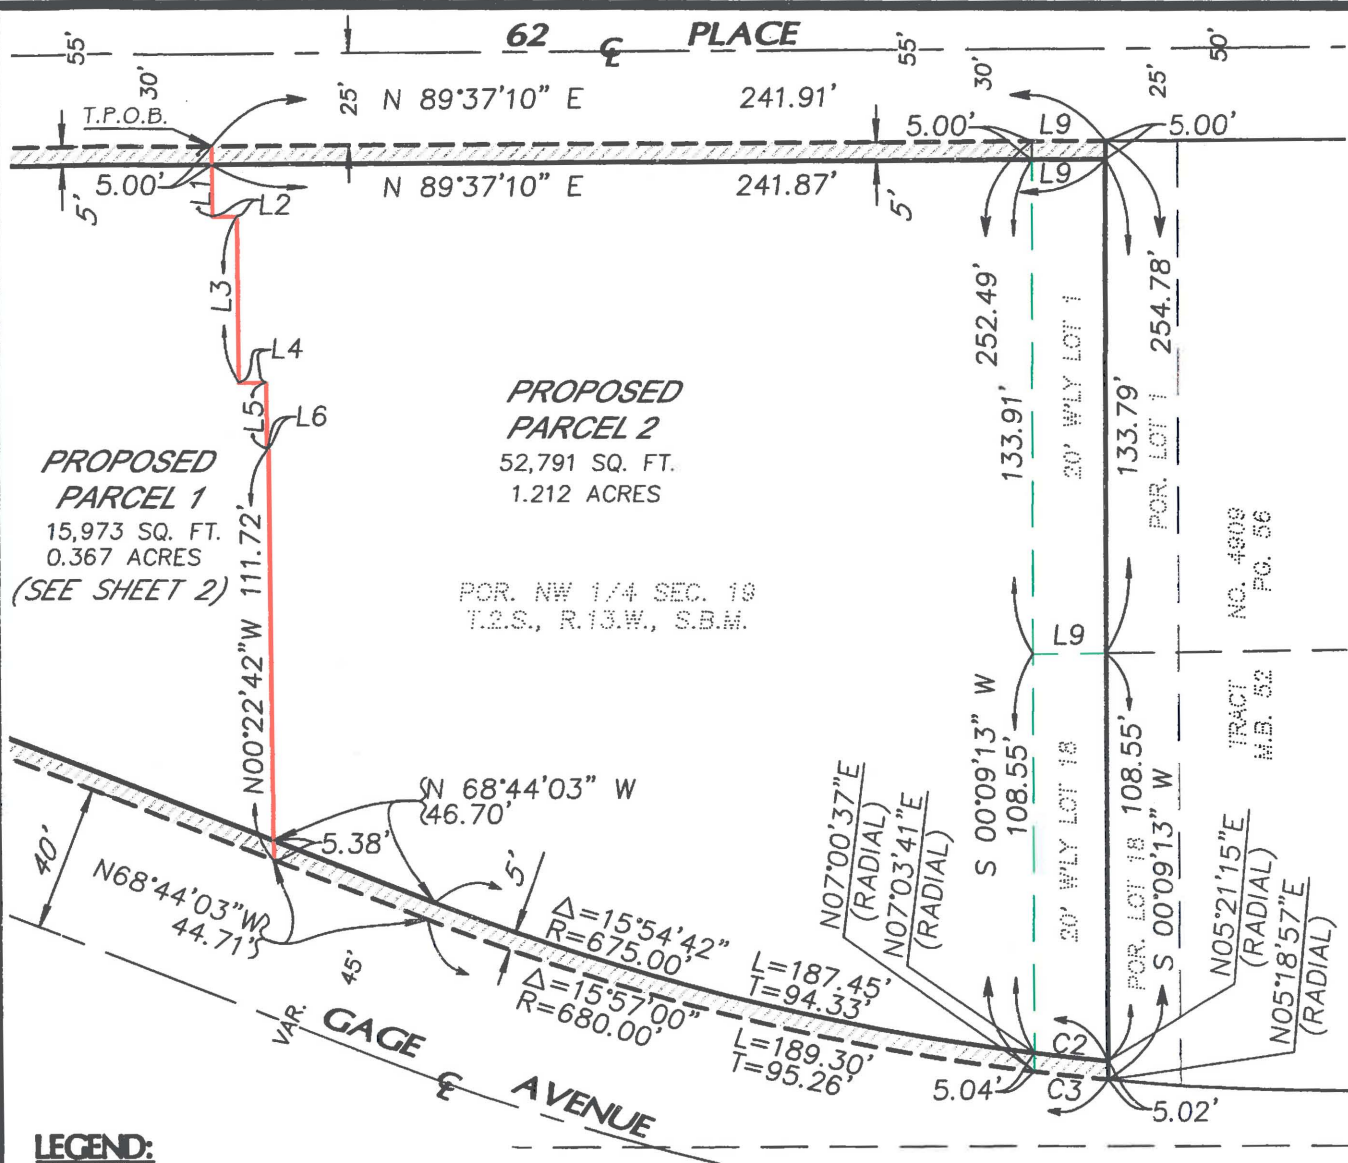 62 ℄ PLACE
55'
30'
25'
55'
30'
25'
50'
N 89°37'10" E 241.91'
T.P.O.B.
5.00'
L9
5.00'
5.00'
N 89°37'10" E 241.87'
L9
5'
5'
L1
L2
L3
L4
L5
L6
252.49'
133.91'
20' W'LY LOT 1
133.79'
254.78'
POR. LOT 1
PROPOSED
PARCEL 2
52,791 SQ. FT.
1.212 ACRES
PROPOSED
PARCEL 1
15,973 SQ. FT.
0.367 ACRES
(SEE SHEET 2)
N00°22'42"W 111.72'
POR. NW 1/4 SEC. 19
T.2.S., R.13.W., S.B.M.
TRACT NO. 4909
M.B. 52 PG. 56
L9
S 00°09'13" W
108.55'
20' W'LY LOT 18
108.55'
POR. LOT 18
S 00°09'13" W
N 68°44'03" W
46.70'
5.38'
40'
N68°44'03"W
44.71'
5'
Δ=15°54'42"
R=675.00'
L=187.45'
T=94.33'
Δ=15°57'00"
R=680.00'
L=189.30'
T=95.26'
45'
VAR.
N07°00'37"E
(RADIAL)
N07°03'41"E
(RADIAL)
N05°21'15"E
(RADIAL)
N05°18'57"E
(RADIAL)
C2
C3
5.04'
5.02'
GAGE ℄ AVENUE
LEGEND: